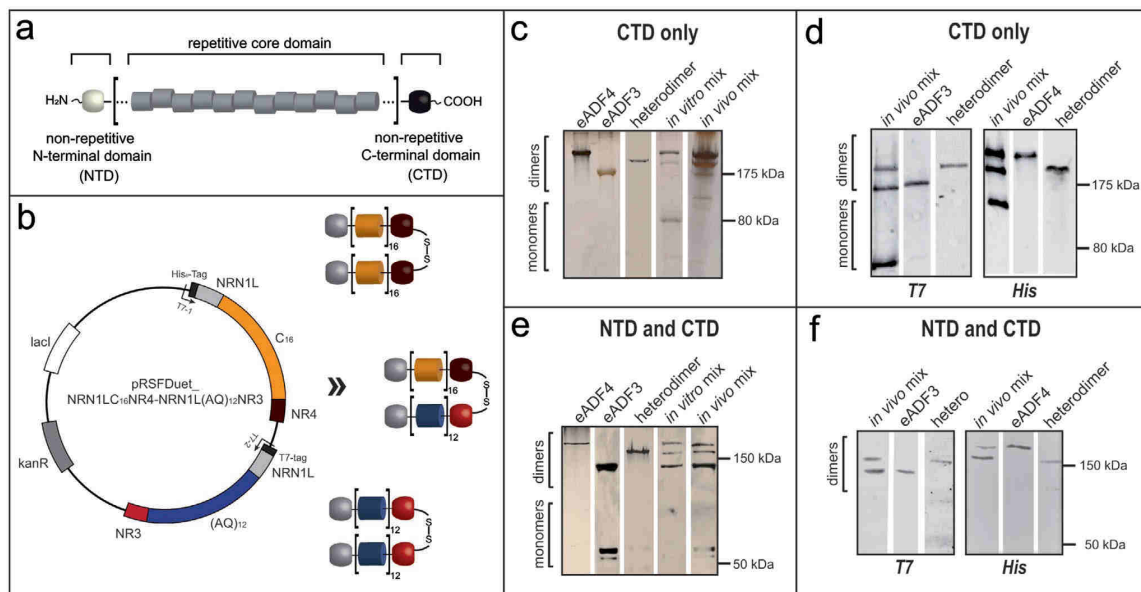 a
repetitive core domain
H₂N
COOH
non-repetitive
N-terminal domain
(NTD)
non-repetitive
C-terminal domain
(CTD)
b
His₆-Tag
NRN1L
T7-1
C₁₆
lacI
pRSFDuet_
NRN1LC₁₆NR4-NRN1L(AQ)₁₂NR3
NR4
T7-2
T7-tag
NRN1L
kanR
(AQ)₁₂
NR3
»
16
S
S
16
16
S
S
12
12
S
S
12
c
CTD only
eADF4
eADF3
heterodimer
in vitro mix
in vivo mix
dimers
monomers
175 kDa
80 kDa
d
CTD only
in vivo mix
eADF3
heterodimer
in vivo mix
eADF4
heterodimer
dimers
monomers
175 kDa
80 kDa
T7
His
e
NTD and CTD
eADF4
eADF3
heterodimer
in vitro mix
in vivo mix
dimers
monomers
150 kDa
50 kDa
f
NTD and CTD
in vivo mix
eADF3
hetero
in vivo mix
eADF4
heterodimer
dimers
150 kDa
50 kDa
T7
His